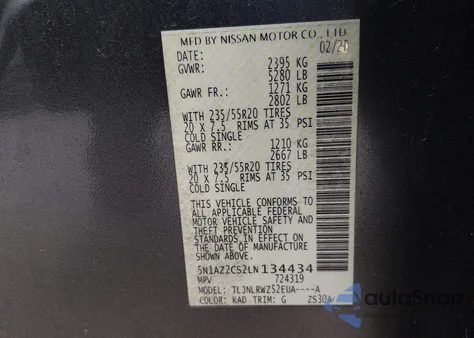 MFD BY NISSAN MOTOR CO., LTD.
DATE: 02/20
GVWR: 2395 KG
5280 LB
GAWR FR.: 1271 KG
2802 LB
WITH 235/55R20 TIRES
20 X 7.5 RIMS AT 35 PSI
COLD SINGLE
GAWR RR.: 1210 KG
2667 LB
WITH 235/55R20 TIRES
20 X 7.5 RIMS AT 35 PSI
COLD SINGLE
THIS VEHICLE CONFORMS TO
ALL APPLICABLE FEDERAL
MOTOR VEHICLE SAFETY AND
THEFT PREVENTION
STANDARDS IN EFFECT ON
THE DATE OF MANUFACTURE
SHOWN ABOVE.
5N1AZ2CS2LN134434
MPV 724319
MODEL: TLJNLRWZ52EUA----A
COLOR: KAD TRIM: G ZS30A
autoSnap